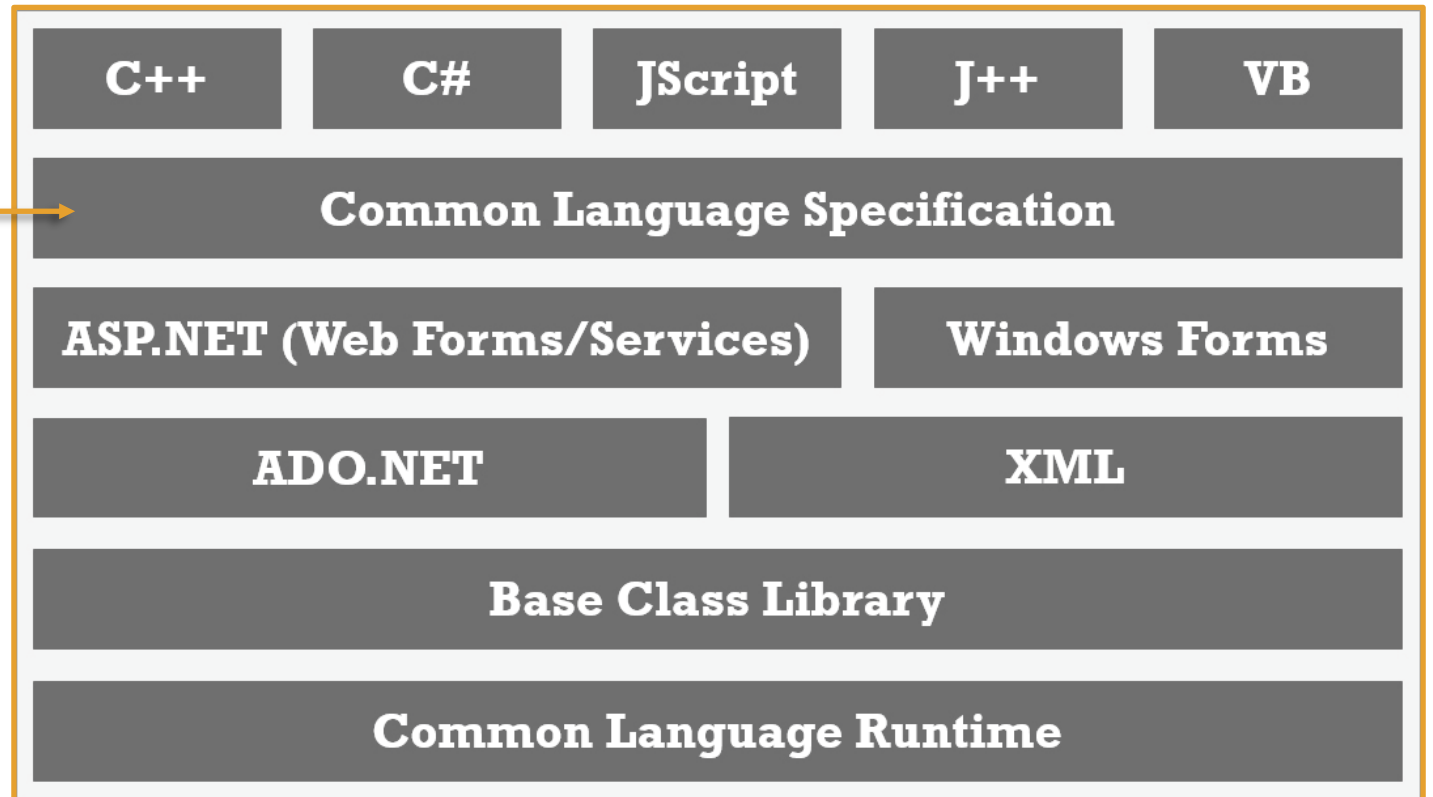 C++
C#
JScript
J++
VB
Common Language Specification
ASP.NET (Web Forms/Services)
Windows Forms
ADO.NET
XML
Base Class Library
Common Language Runtime